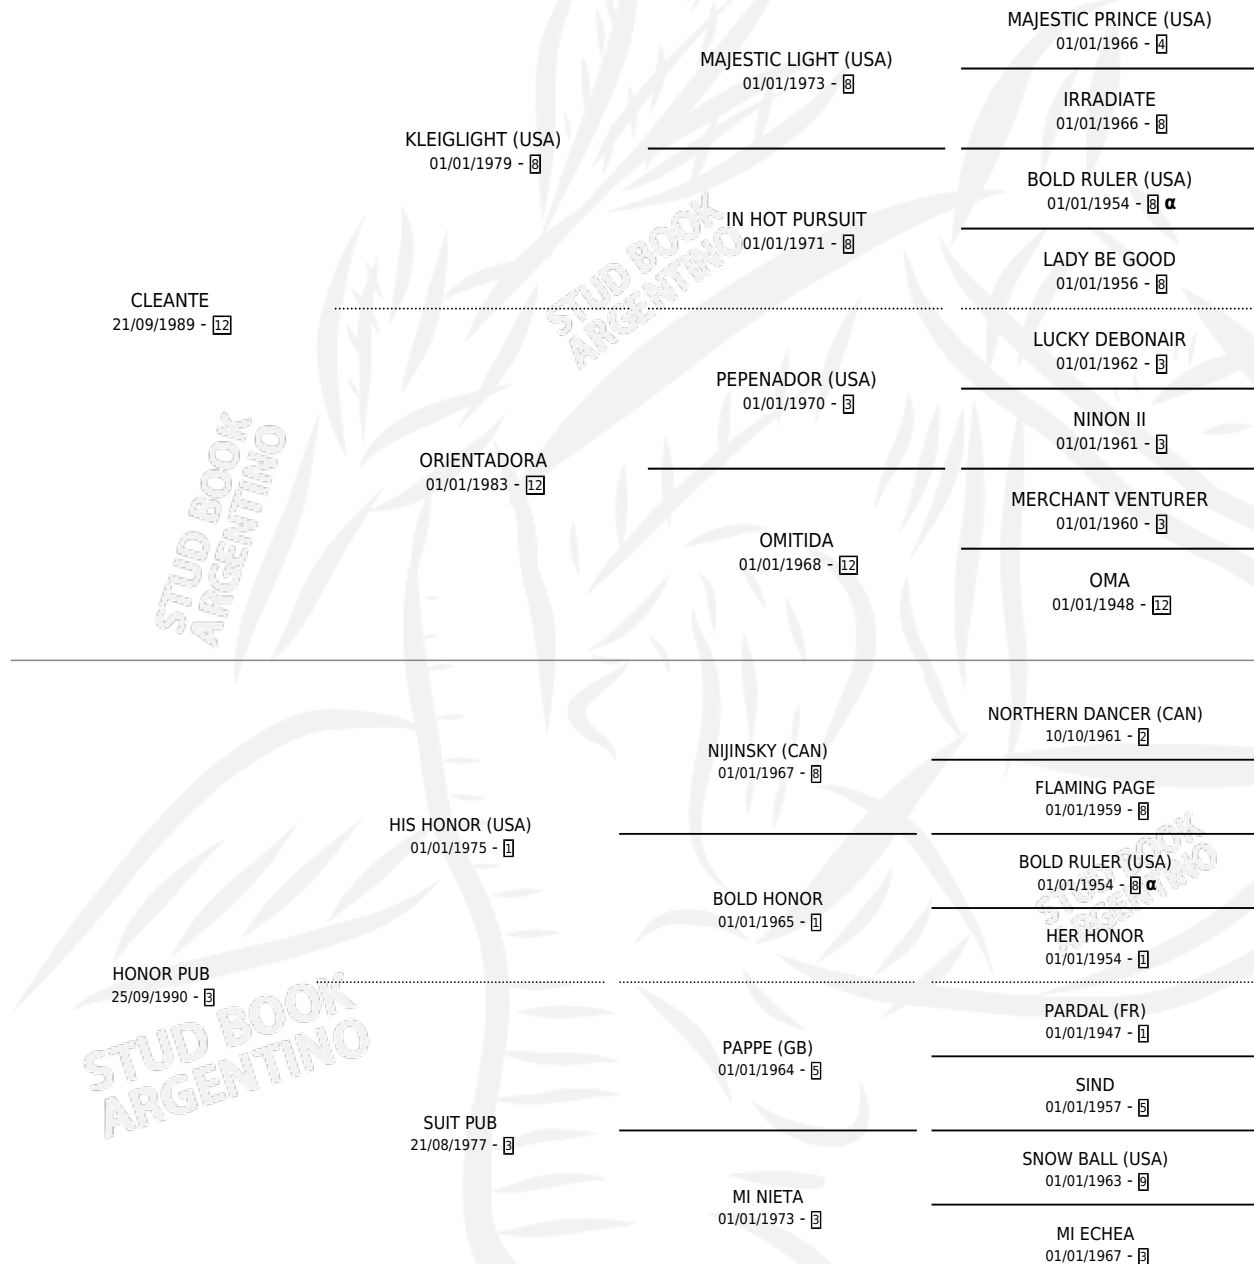 MAJESTIC PRINCE (USA)
01/01/1966 - 4
MAJESTIC LIGHT (USA)
01/01/1973 - 8
IRRADIATE
01/01/1966 - 8
KLEIGLIGHT (USA)
01/01/1979 - 8
BOLD RULER (USA)
01/01/1954 - 8 α
IN HOT PURSUIT
01/01/1971 - 8
LADY BE GOOD
01/01/1956 - 8
CLEANTE
21/09/1989 - 12
LUCKY DEBONAIR
01/01/1962 - 3
PEPENADOR (USA)
01/01/1970 - 3
NINON II
01/01/1961 - 3
ORIENTADORA
01/01/1983 - 12
MERCHANT VENTURER
01/01/1960 - 3
OMITIDA
01/01/1968 - 12
OMA
01/01/1948 - 12
NORTHERN DANCER (CAN)
10/10/1961 - 2
NIJINSKY (CAN)
01/01/1967 - 8
FLAMING PAGE
01/01/1959 - 8
HIS HONOR (USA)
01/01/1975 - 1
BOLD RULER (USA)
01/01/1954 - 8 α
BOLD HONOR
01/01/1965 - 1
HER HONOR
01/01/1954 - 1
HONOR PUB
25/09/1990 - 3
PARDAL (FR)
01/01/1947 - 1
PAPPE (GB)
01/01/1964 - 5
SIND
01/01/1957 - 5
SUIT PUB
21/08/1977 - 3
SNOW BALL (USA)
01/01/1963 - 9
MI NIETA
01/01/1973 - 3
MI ECHEA
01/01/1967 - 3
STUD BOOK
ARGENTINO
STUD BOOK
ARGENTINO
STUD BOOK
ARGENTINO
STUD BOOK
ARGENTINO